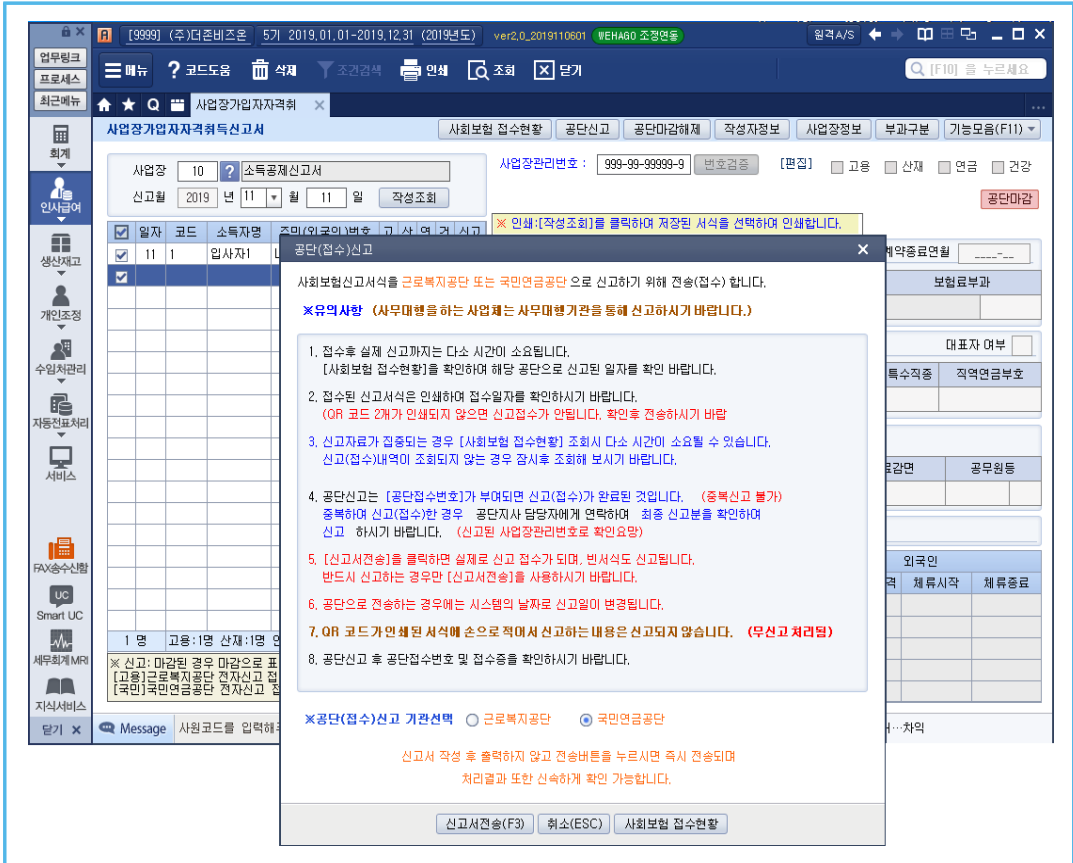 [9999] (주)더존비즈온 5기 2019.01.01-2019.12.31 (2019년도) ver2.0_2019110601 WEHAGO 조정연동 원격A/S
업무링크
프로세스
최근메뉴
메뉴 ? 코드도움 삭제 조건검색 인쇄 조회 닫기 [F10] 을 누르세요
사업장가입자자격취 ×
사업장가입자자격취득신고서 사회보험 접수현황 공단신고 공단마감해제 작성자정보 사업장정보 부과구분 기능모음(F11)
회계
인사급여
생산재고
개인조정
수임처관리
자동전표처리
서비스
FAX송수신함
UC
Smart UC
세무회계 MRI
지식서비스
닫기 ×
사업장 10 ? 소득공제신고서 사업장관리번호 : 999-99-99999-9 번호검증 [편집] 고용 산재 연금 건강
신고월 2019 년 11 월 11 일 작성조회 공단마감
※ 인쇄:[작성조회]를 클릭하여 저장된 서식을 선택하여 인쇄합니다.
일자 코드 소득자명 주민(외국인)번호 고 산 연 건 신고
11 1 입사자1
계약종료연월 ____-__
보험료부과
대표자 여부
특수직종 직역연금부호
료감면 공무원등
외국인
격 체류시작 체류종료
1 명 고용:1명 산재:1명
※ 신고: 마감된 경우 마감으로 표
[고용]근로복지공단 전자신고 접
[국민]국민연금공단 전자신고 접
Message 사원코드를 입력해 …차익
공단(접수)신고 ×
사회보험신고서식을 근로복지공단 또는 국민연금공단 으로 신고하기 위해 전송(접수) 합니다.
※유의사항 (사무대행을 하는 사업체는 사무대행기관을 통해 신고하시기 바랍니다.)
1. 접수후 실제 신고까지는 다소 시간이 소요됩니다.
[사회보험 접수현황]을 확인하여 해당 공단으로 신고된 일자를 확인 바랍니다.
2. 접수된 신고서식은 인쇄하여 접수일자를 확인하시기 바랍니다.
(QR 코드 2개가 인쇄되지 않으면 신고접수가 안됩니다. 확인후 전송하시기 바랍
3. 신고자료가 집중되는 경우 [사회보험 접수현황] 조회시 다소 시간이 소요될 수 있습니다.
신고(접수)내역이 조회되지 않는 경우 잠시후 조회해 보시기 바랍니다.
4. 공단신고는 [공단접수번호]가 부여되면 신고(접수)가 완료된 것입니다. (중복신고 불가)
중복하여 신고(접수)한 경우 공단지사 담당자에게 연락하여 최종 신고분을 확인하여
신고 하시기 바랍니다. (신고된 사업장관리번호로 확인요망)
5. [신고서전송]을 클릭하면 실제로 신고 접수가 되며, 빈서식도 신고됩니다.
반드시 신고하는 경우만 [신고서전송]을 사용하시기 바랍니다.
6. 공단으로 전송하는 경우에는 시스템의 날짜로 신고일이 변경됩니다.
7. QR 코드가 인쇄 된 서식에 손으로 적어서 신고하는 내용은 신고되지 않습니다. (무신고 처리됨)
8. 공단신고 후 공단접수번호 및 접수증을 확인하시기 바랍니다.
※공단(접수)신고 기관선택 근로복지공단 국민연금공단
신고서 작성 후 출력하지 않고 전송버튼을 누르시면 즉시 전송되며
처리결과 또한 신속하게 확인 가능합니다.
신고서전송(F3) 취소(ESC) 사회보험 접수현황